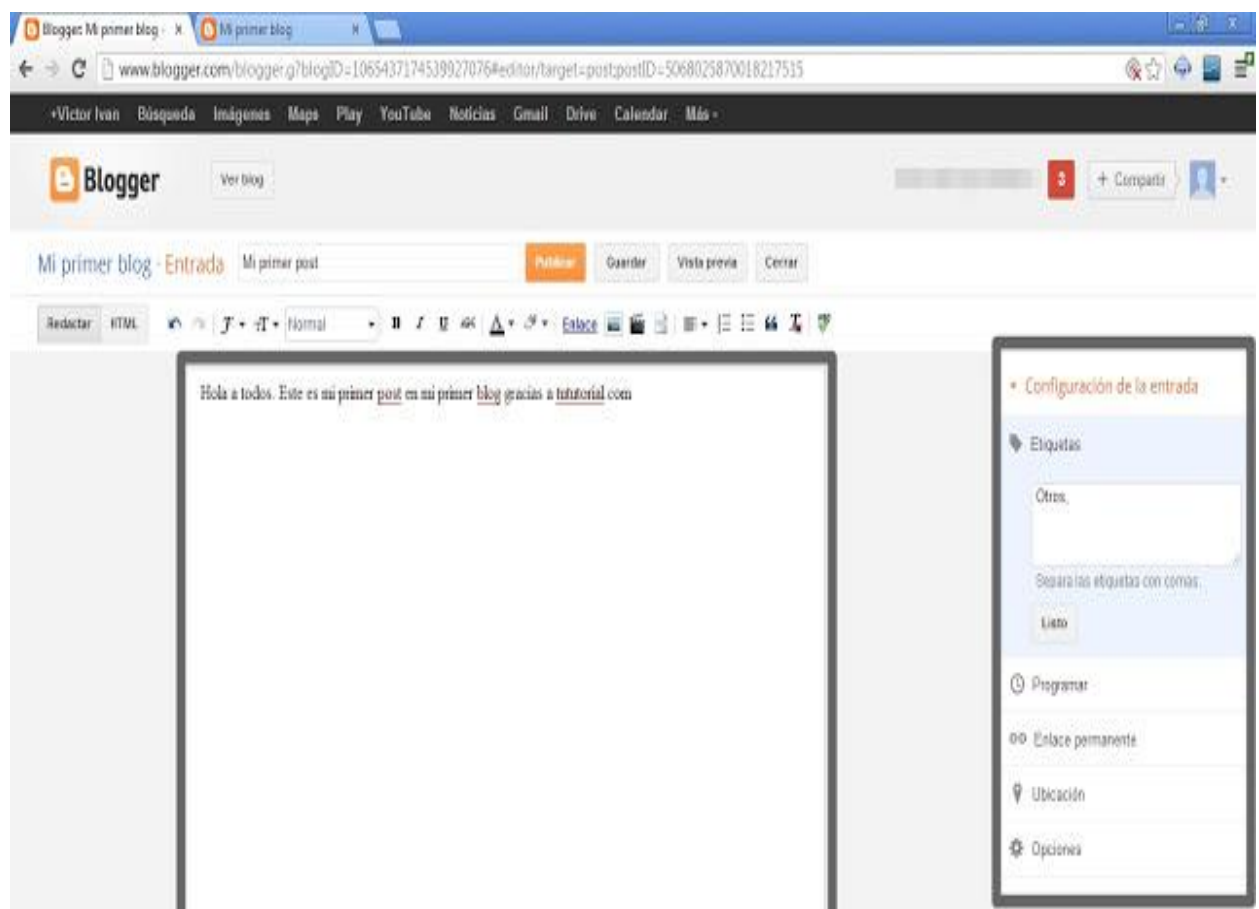 Blogger: Mi primer blog - × Mi primer blog ×
www.blogger.com/blogger.g?blogID=1065437174539927076#editor/target=post;postID=5068025870018217515
+Victor Ivan Búsqueda Imágenes Maps Play YouTube Noticias Gmail Drive Calendar Más
Blogger Ver blog 3 + Compartir
Mi primer blog · Entrada Mi primer post Publicar Guardar Vista previa Cerrar
Redactar HTML Normal B I U ABC A Enlace
Hola a todos. Este es mi primer post en mi primer blog gracias a tututorial com
Configuración de la entrada
Etiquetas
Otros,
Separa las etiquetas con comas.
Listo
Programar
Enlace permanente
Ubicación
Opciones